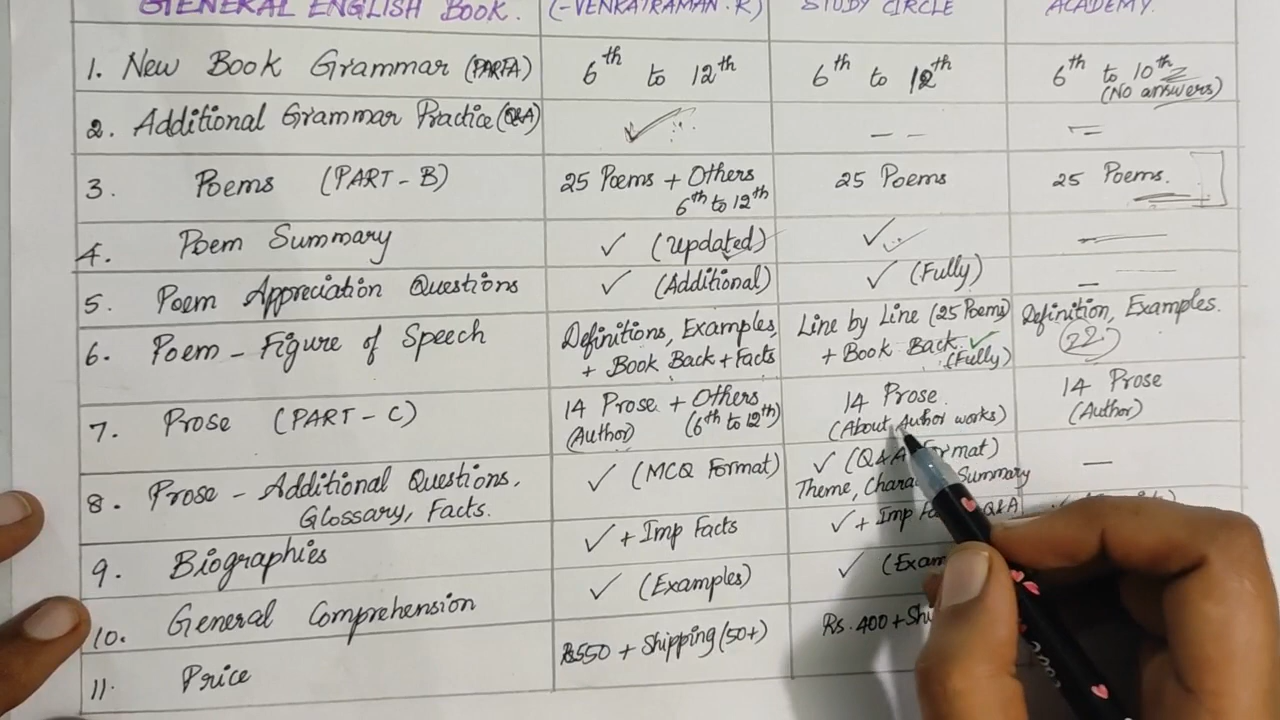 GENERAL ENGLISH BOOK. (-VENKATRAMAN.R) STUDY CIRCLE ACADEMY.
1. New Book Grammar (PART A) 6th to 12th 6th to 12th 6th to 10th
(No answers)
2. Additional Grammar Practice (Q&A) ✓ -- =
3. Poems (PART-B) 25 Poems + Others 25 Poems 25 Poems.
6th to 12th
4. Poem Summary ✓ (Updated) ✓ —
5. Poem Appreciation Questions ✓ (Additional) ✓ (Fully) —
6. Poem - Figure of Speech Definitions, Examples, Line by Line (25 Poems) Definition, Examples.
+ Book Back + Facts + Book Back ✓ (22)
(Fully)
7. Prose (PART-C) 14 Prose + Others 14 Prose. 14 Prose
(Author) (6th to 12th) (About Author works) (Author)
8. Prose - Additional Questions, ✓ (MCQ Format) ✓ (Q&A —
Glossary, Facts. Theme, Summary
9. Biographies ✓ + Imp Facts ✓ + Imp Q&A
10. General Comprehension ✓ (Examples) ✓
11. Price Rs550 + Shipping (50+) Rs.400 +